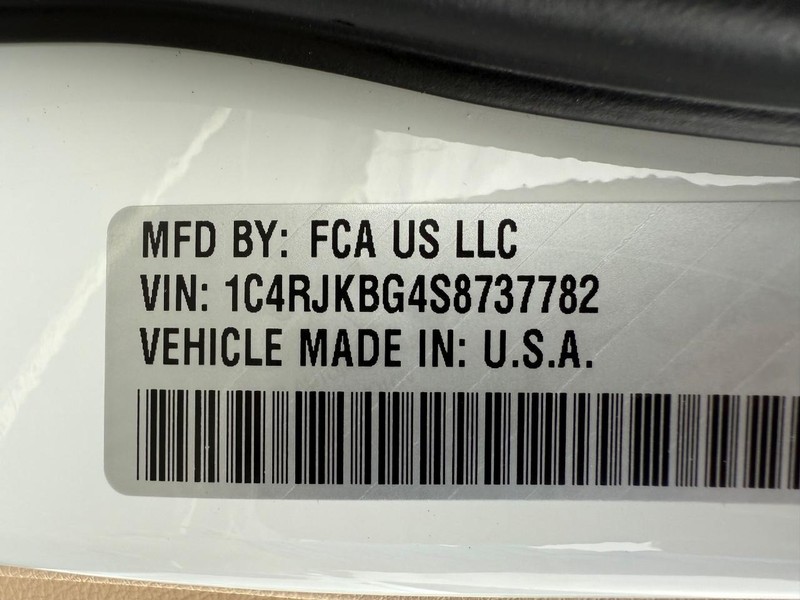 MFD BY: FCA US LLC
VIN: 1C4RJKBG4S8737782
VEHICLE MADE IN: U.S.A.